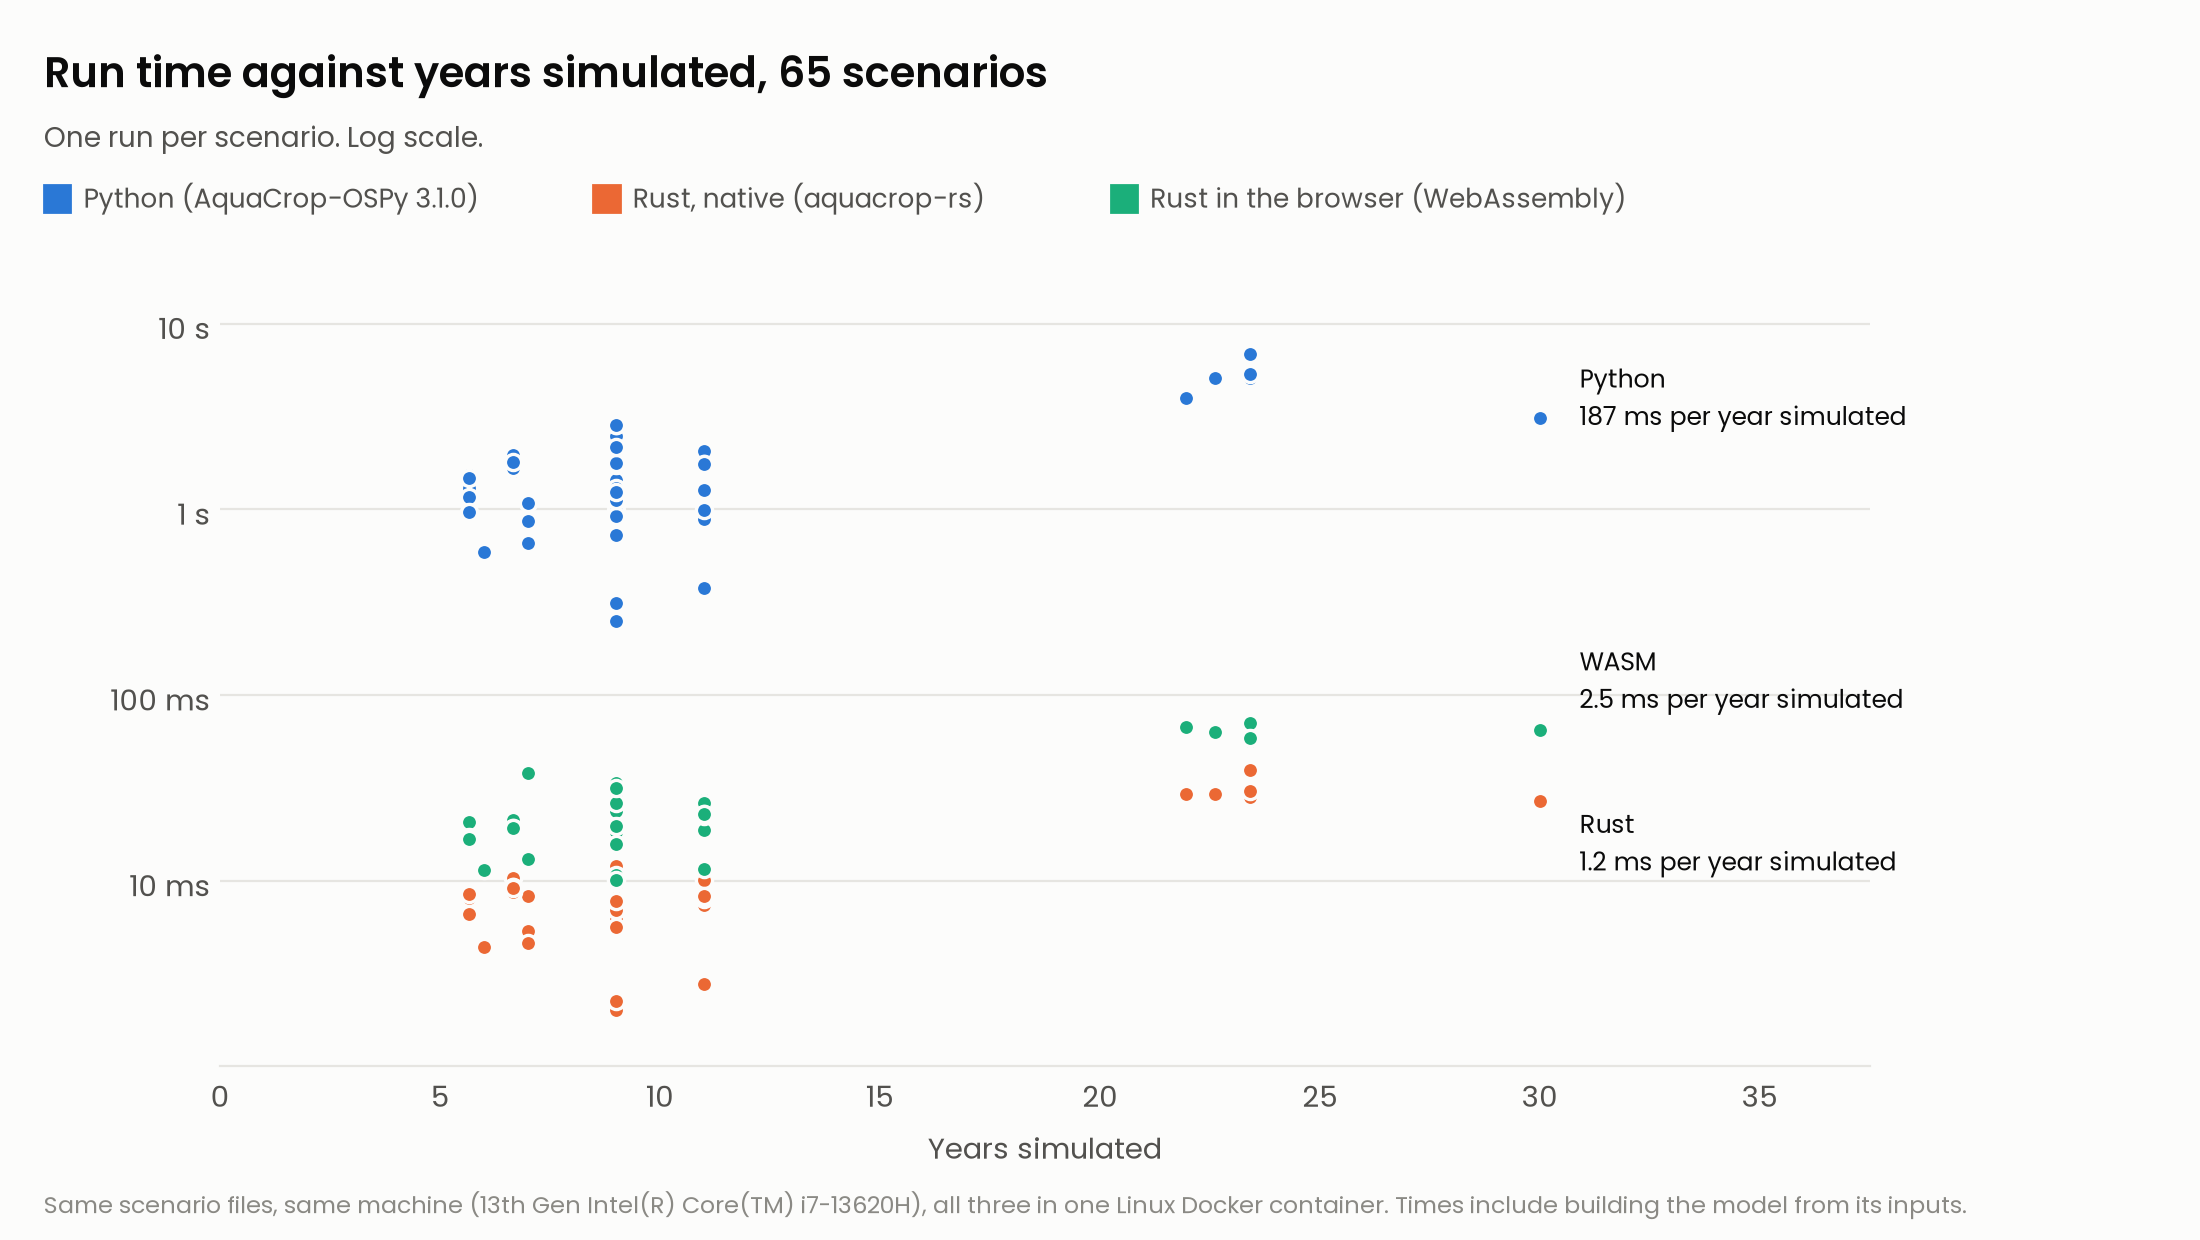 Run time against years simulated, 65 scenarios
One run per scenario. Log scale.
Python (AquaCrop-OSPy 3.1.0)
Rust, native (aquacrop-rs)
Rust in the browser (WebAssembly)
10 s
Python
187 ms per year simulated
1 s
WASM
100 ms
2.5 ms per year simulated
Rust
1.2 ms per year simulated
10 ms
0 5 10 15 20 25 30 35
Years simulated
Same scenario files, same machine (13th Gen Intel(R) Core(TM) i7-13620H), all three in one Linux Docker container. Times include building the model from its inputs.